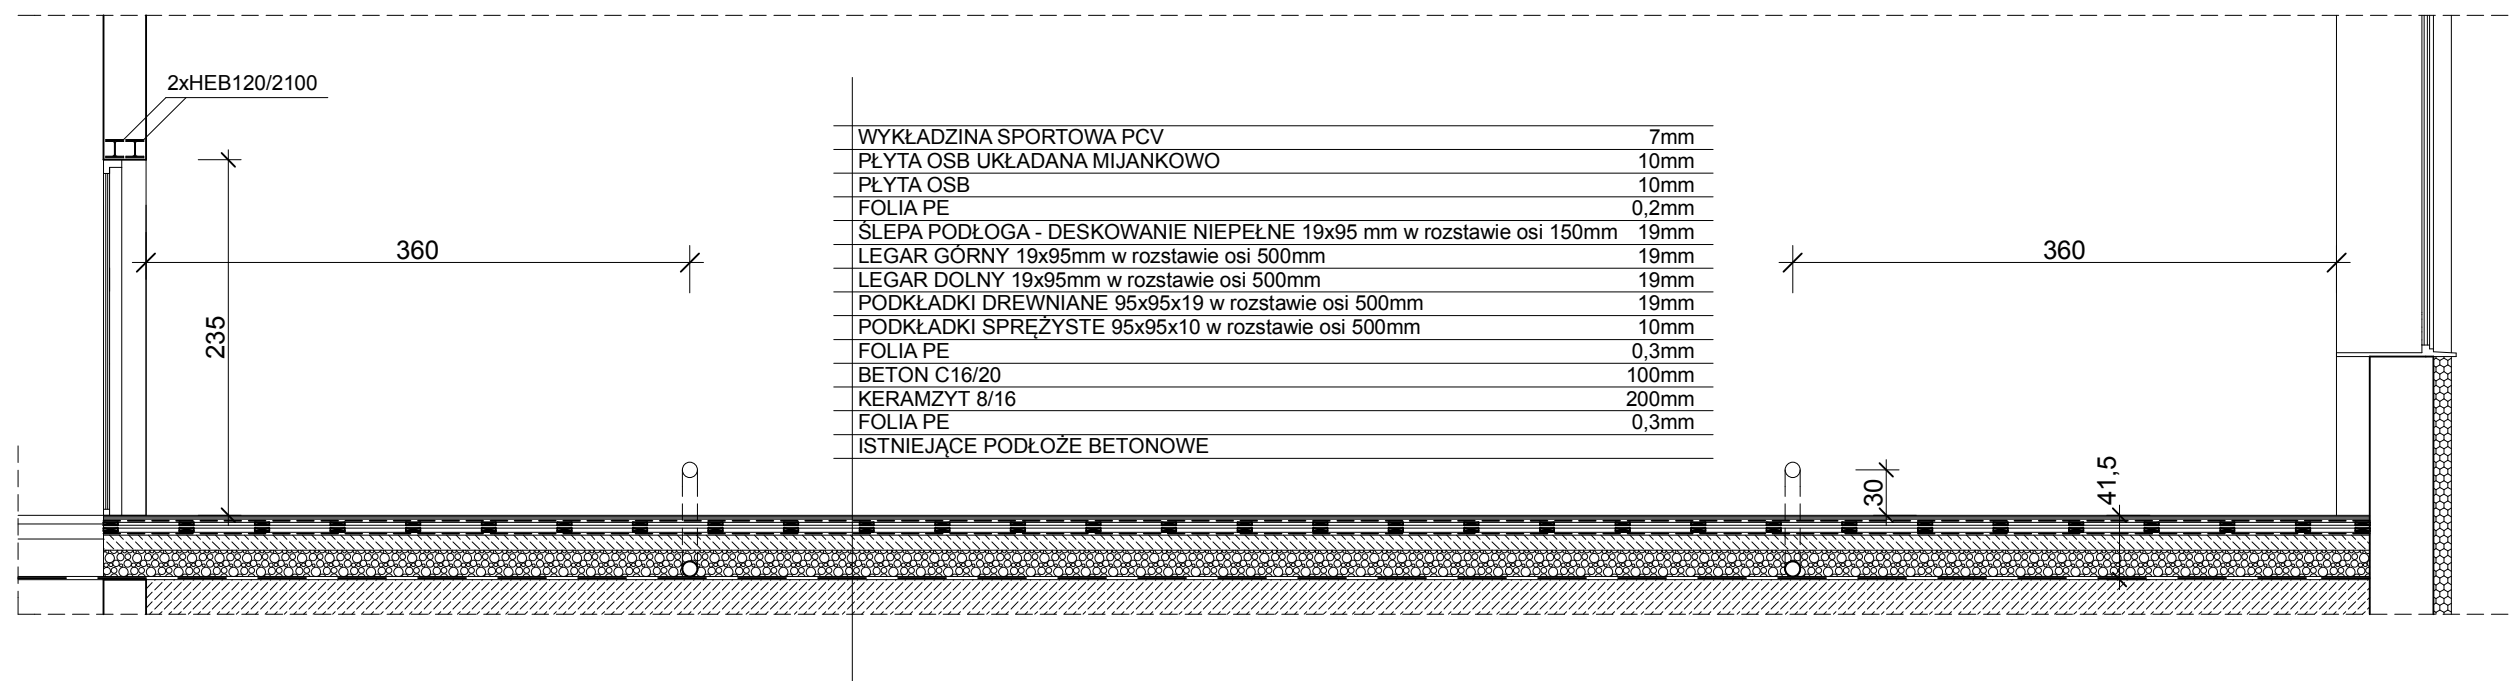 2xHEB120/2100
WYKŁADZINA SPORTOWA PCV 7mm
PŁYTA OSB UKŁADANA MIJANKOWO 10mm
PŁYTA OSB 10mm
FOLIA PE 0,2mm
ŚLEPA PODŁOGA - DESKOWANIE NIEPEŁNE 19x95 mm w rozstawie osi 150mm 19mm
LEGAR GÓRNY 19x95mm w rozstawie osi 500mm 19mm
LEGAR DOLNY 19x95mm w rozstawie osi 500mm 19mm
PODKŁADKI DREWNIANE 95x95x19 w rozstawie osi 500mm 19mm
PODKŁADKI SPRĘŻYSTE 95x95x10 w rozstawie osi 500mm 10mm
FOLIA PE 0,3mm
BETON C16/20 100mm
KERAMZYT 8/16 200mm
FOLIA PE 0,3mm
ISTNIEJĄCE PODŁOŻE BETONOWE
360
360
235
30
41,5